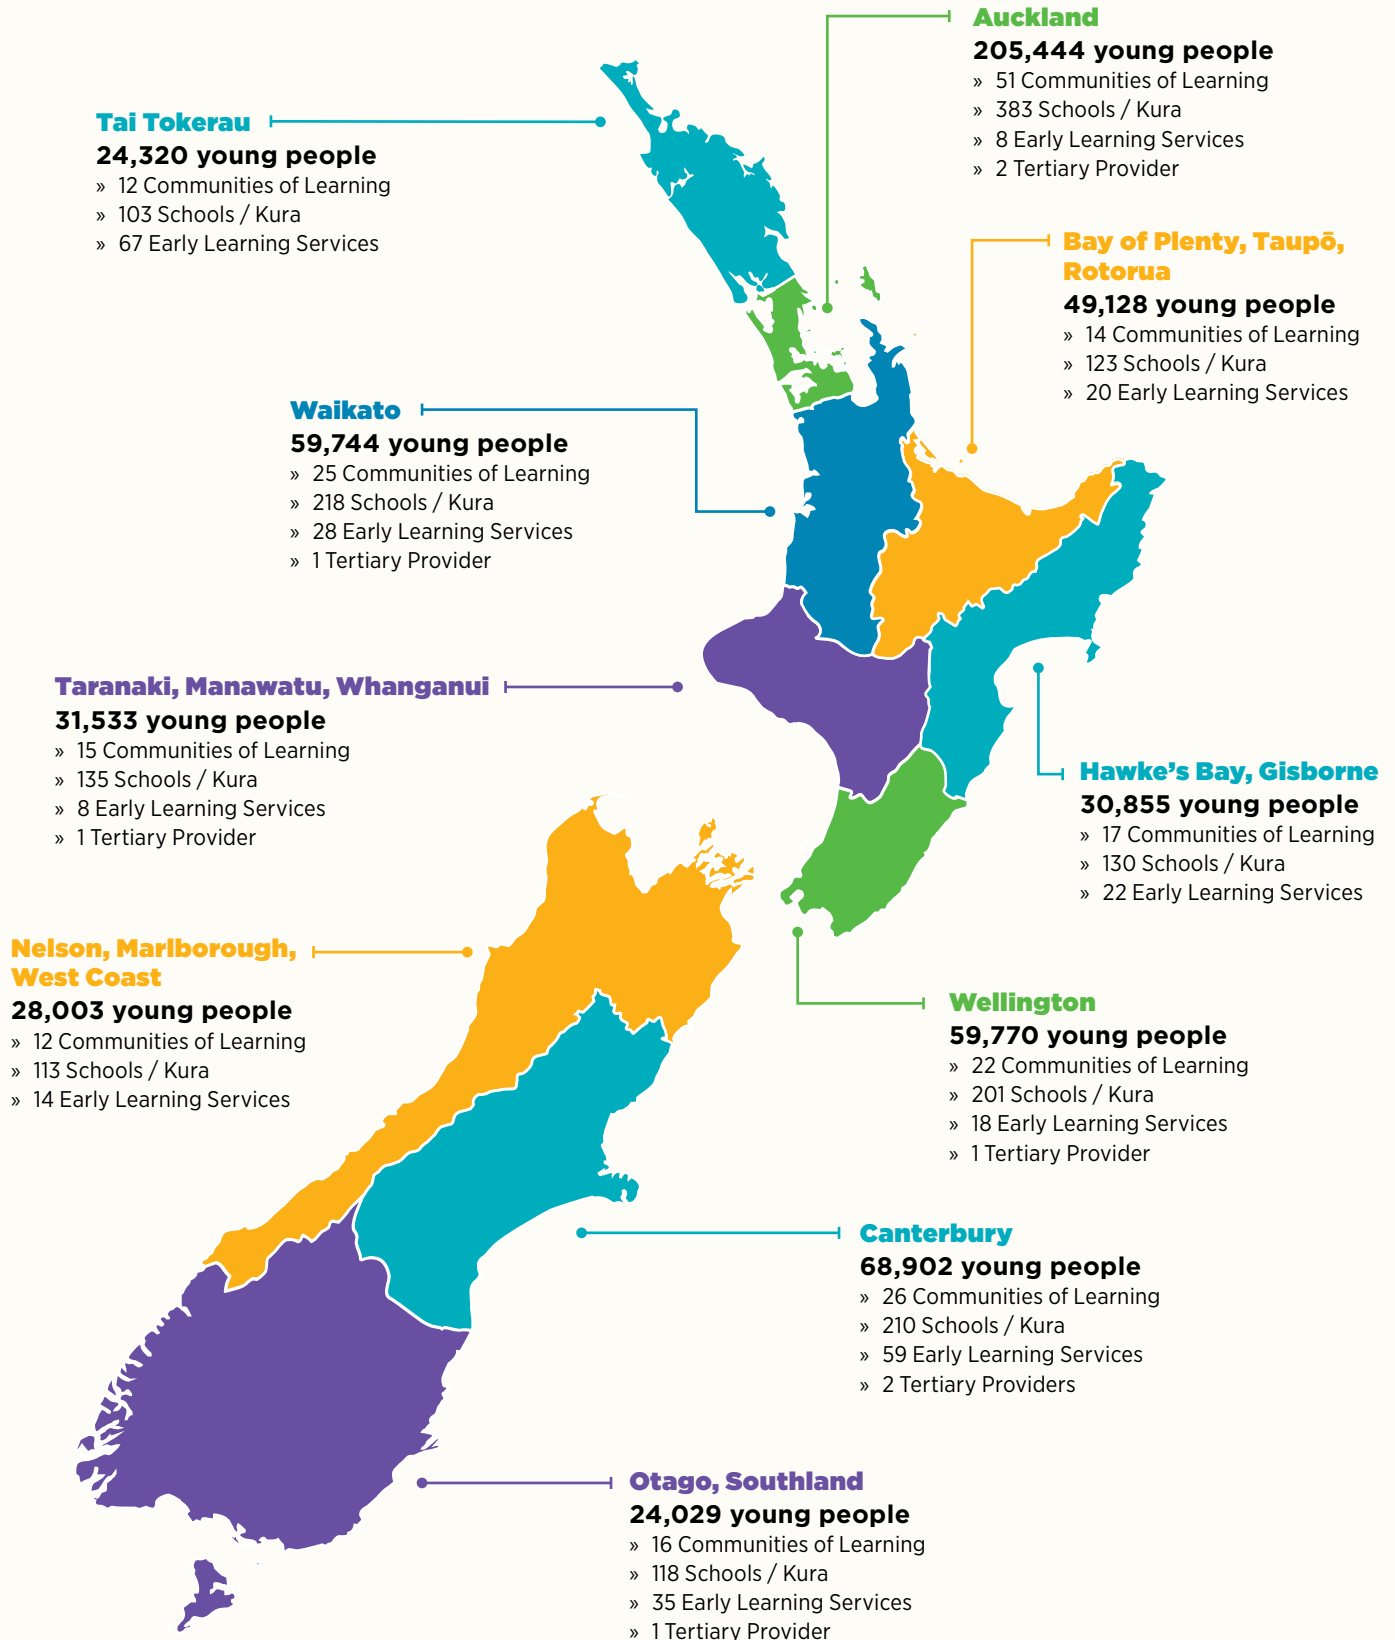 Auckland
205,444 young people
» 51 Communities of Learning
» 383 Schools / Kura
» 8 Early Learning Services
» 2 Tertiary Provider
Tai Tokerau
24,320 young people
» 12 Communities of Learning
» 103 Schools / Kura
» 67 Early Learning Services
Bay of Plenty, Taupō,
Rotorua
49,128 young people
» 14 Communities of Learning
» 123 Schools / Kura
» 20 Early Learning Services
Waikato
59,744 young people
» 25 Communities of Learning
» 218 Schools / Kura
» 28 Early Learning Services
» 1 Tertiary Provider
Taranaki, Manawatu, Whanganui
31,533 young people
» 15 Communities of Learning
» 135 Schools / Kura
» 8 Early Learning Services
» 1 Tertiary Provider
Hawke’s Bay, Gisborne
30,855 young people
» 17 Communities of Learning
» 130 Schools / Kura
» 22 Early Learning Services
Nelson, Marlborough,
West Coast
28,003 young people
» 12 Communities of Learning
» 113 Schools / Kura
» 14 Early Learning Services
Wellington
59,770 young people
» 22 Communities of Learning
» 201 Schools / Kura
» 18 Early Learning Services
» 1 Tertiary Provider
Canterbury
68,902 young people
» 26 Communities of Learning
» 210 Schools / Kura
» 59 Early Learning Services
» 2 Tertiary Providers
Otago, Southland
24,029 young people
» 16 Communities of Learning
» 118 Schools / Kura
» 35 Early Learning Services
» 1 Tertiary Provider